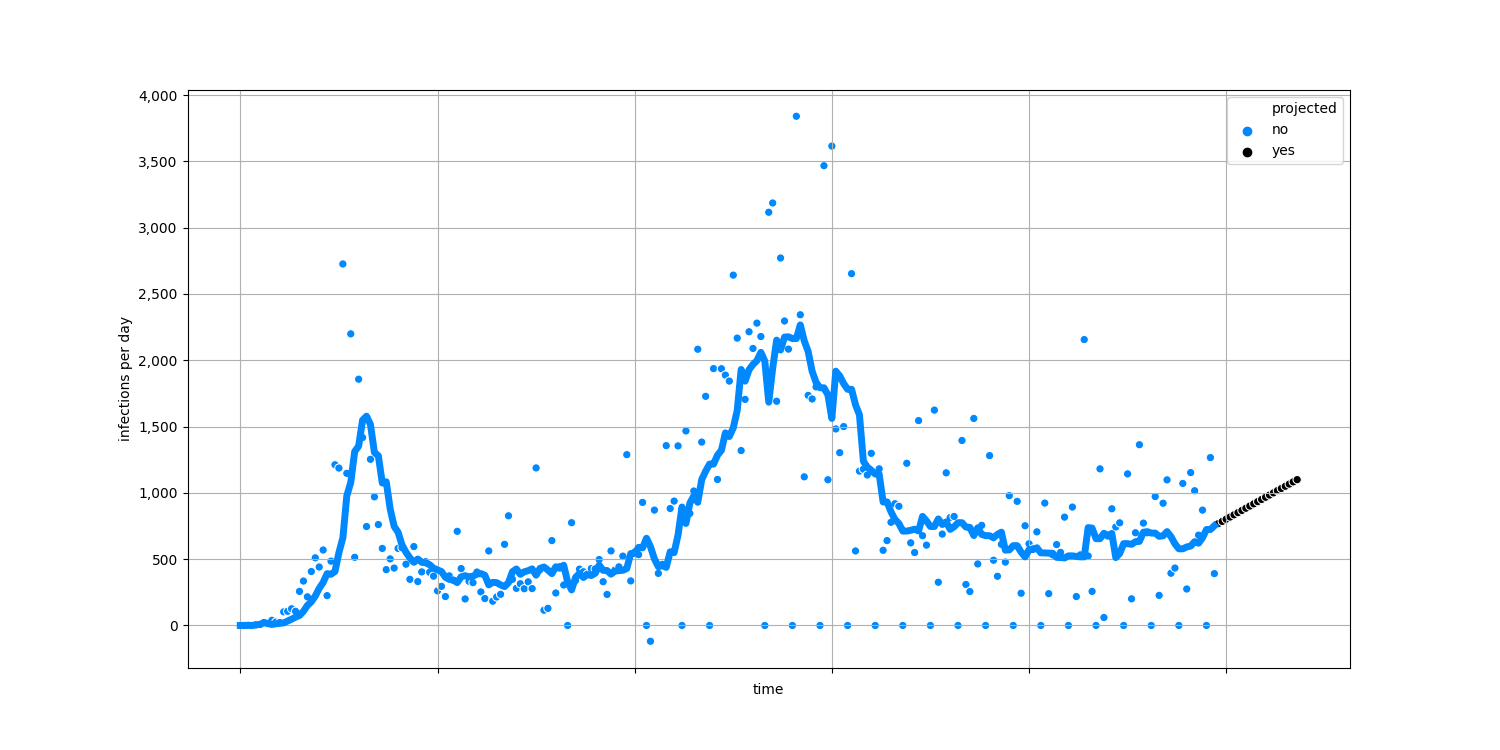 4,000
3,500
3,000
2,500
2,000
1,500
1,000
500
0
infections per day
time
projected
no
yes